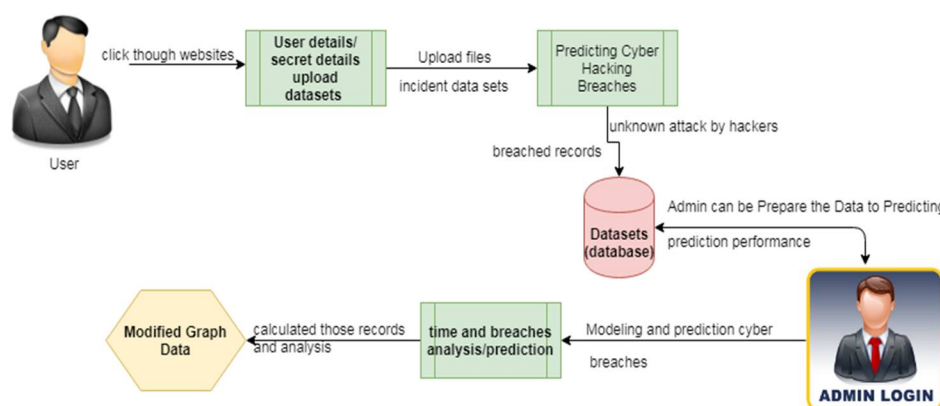 click though websites
User details/
secret details
upload
datasets
Upload files
incident data sets
Predicting Cyber
Hacking
Breaches
User
unknown attack by hackers
breached records
Datasets
(database)
Admin can be Prepare the Data to Predicting
prediction performance
Modified Graph
Data
calculated those records
and analysis
time and breaches
analysis/prediction
Modeling and prediction cyber
breaches
ADMIN LOGIN